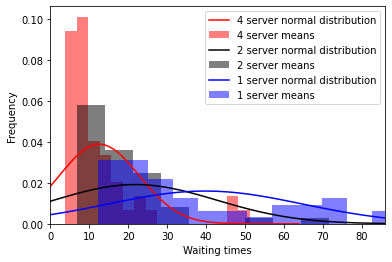 4 server normal distribution
4 server means
2 server normal distribution
2 server means
1 server normal distribution
1 server means
Frequency
0.10
0.08
0.06
0.04
0.02
0.00
0 10 20 30 40 50 60 70 80
Waiting times